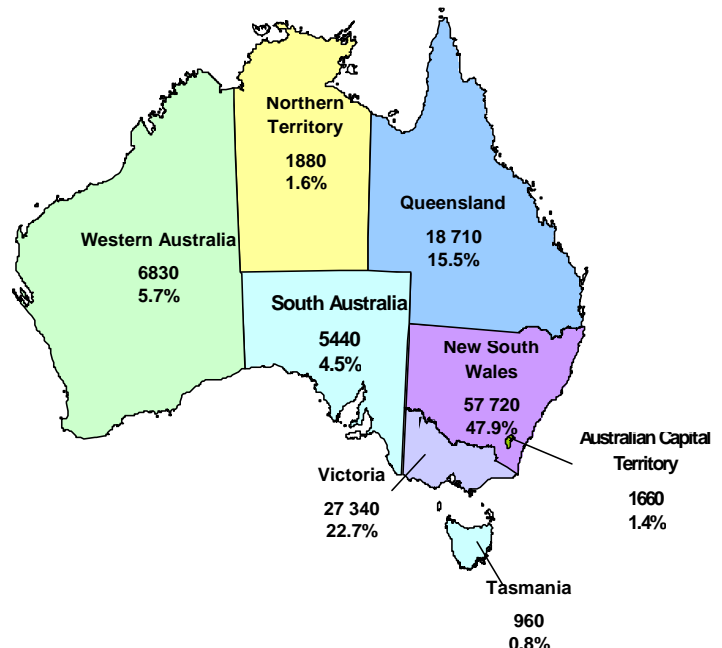 Northern
Territory
1880
1.6%
Queensland
18 710
15.5%
Western Australia
6830
5.7%
South Australia
5440
4.5%
New South
Wales
57 720
47.9%
Australian Capital
Territory
1660
1.4%
Victoria
27 340
22.7%
Tasmania
960
0.8%